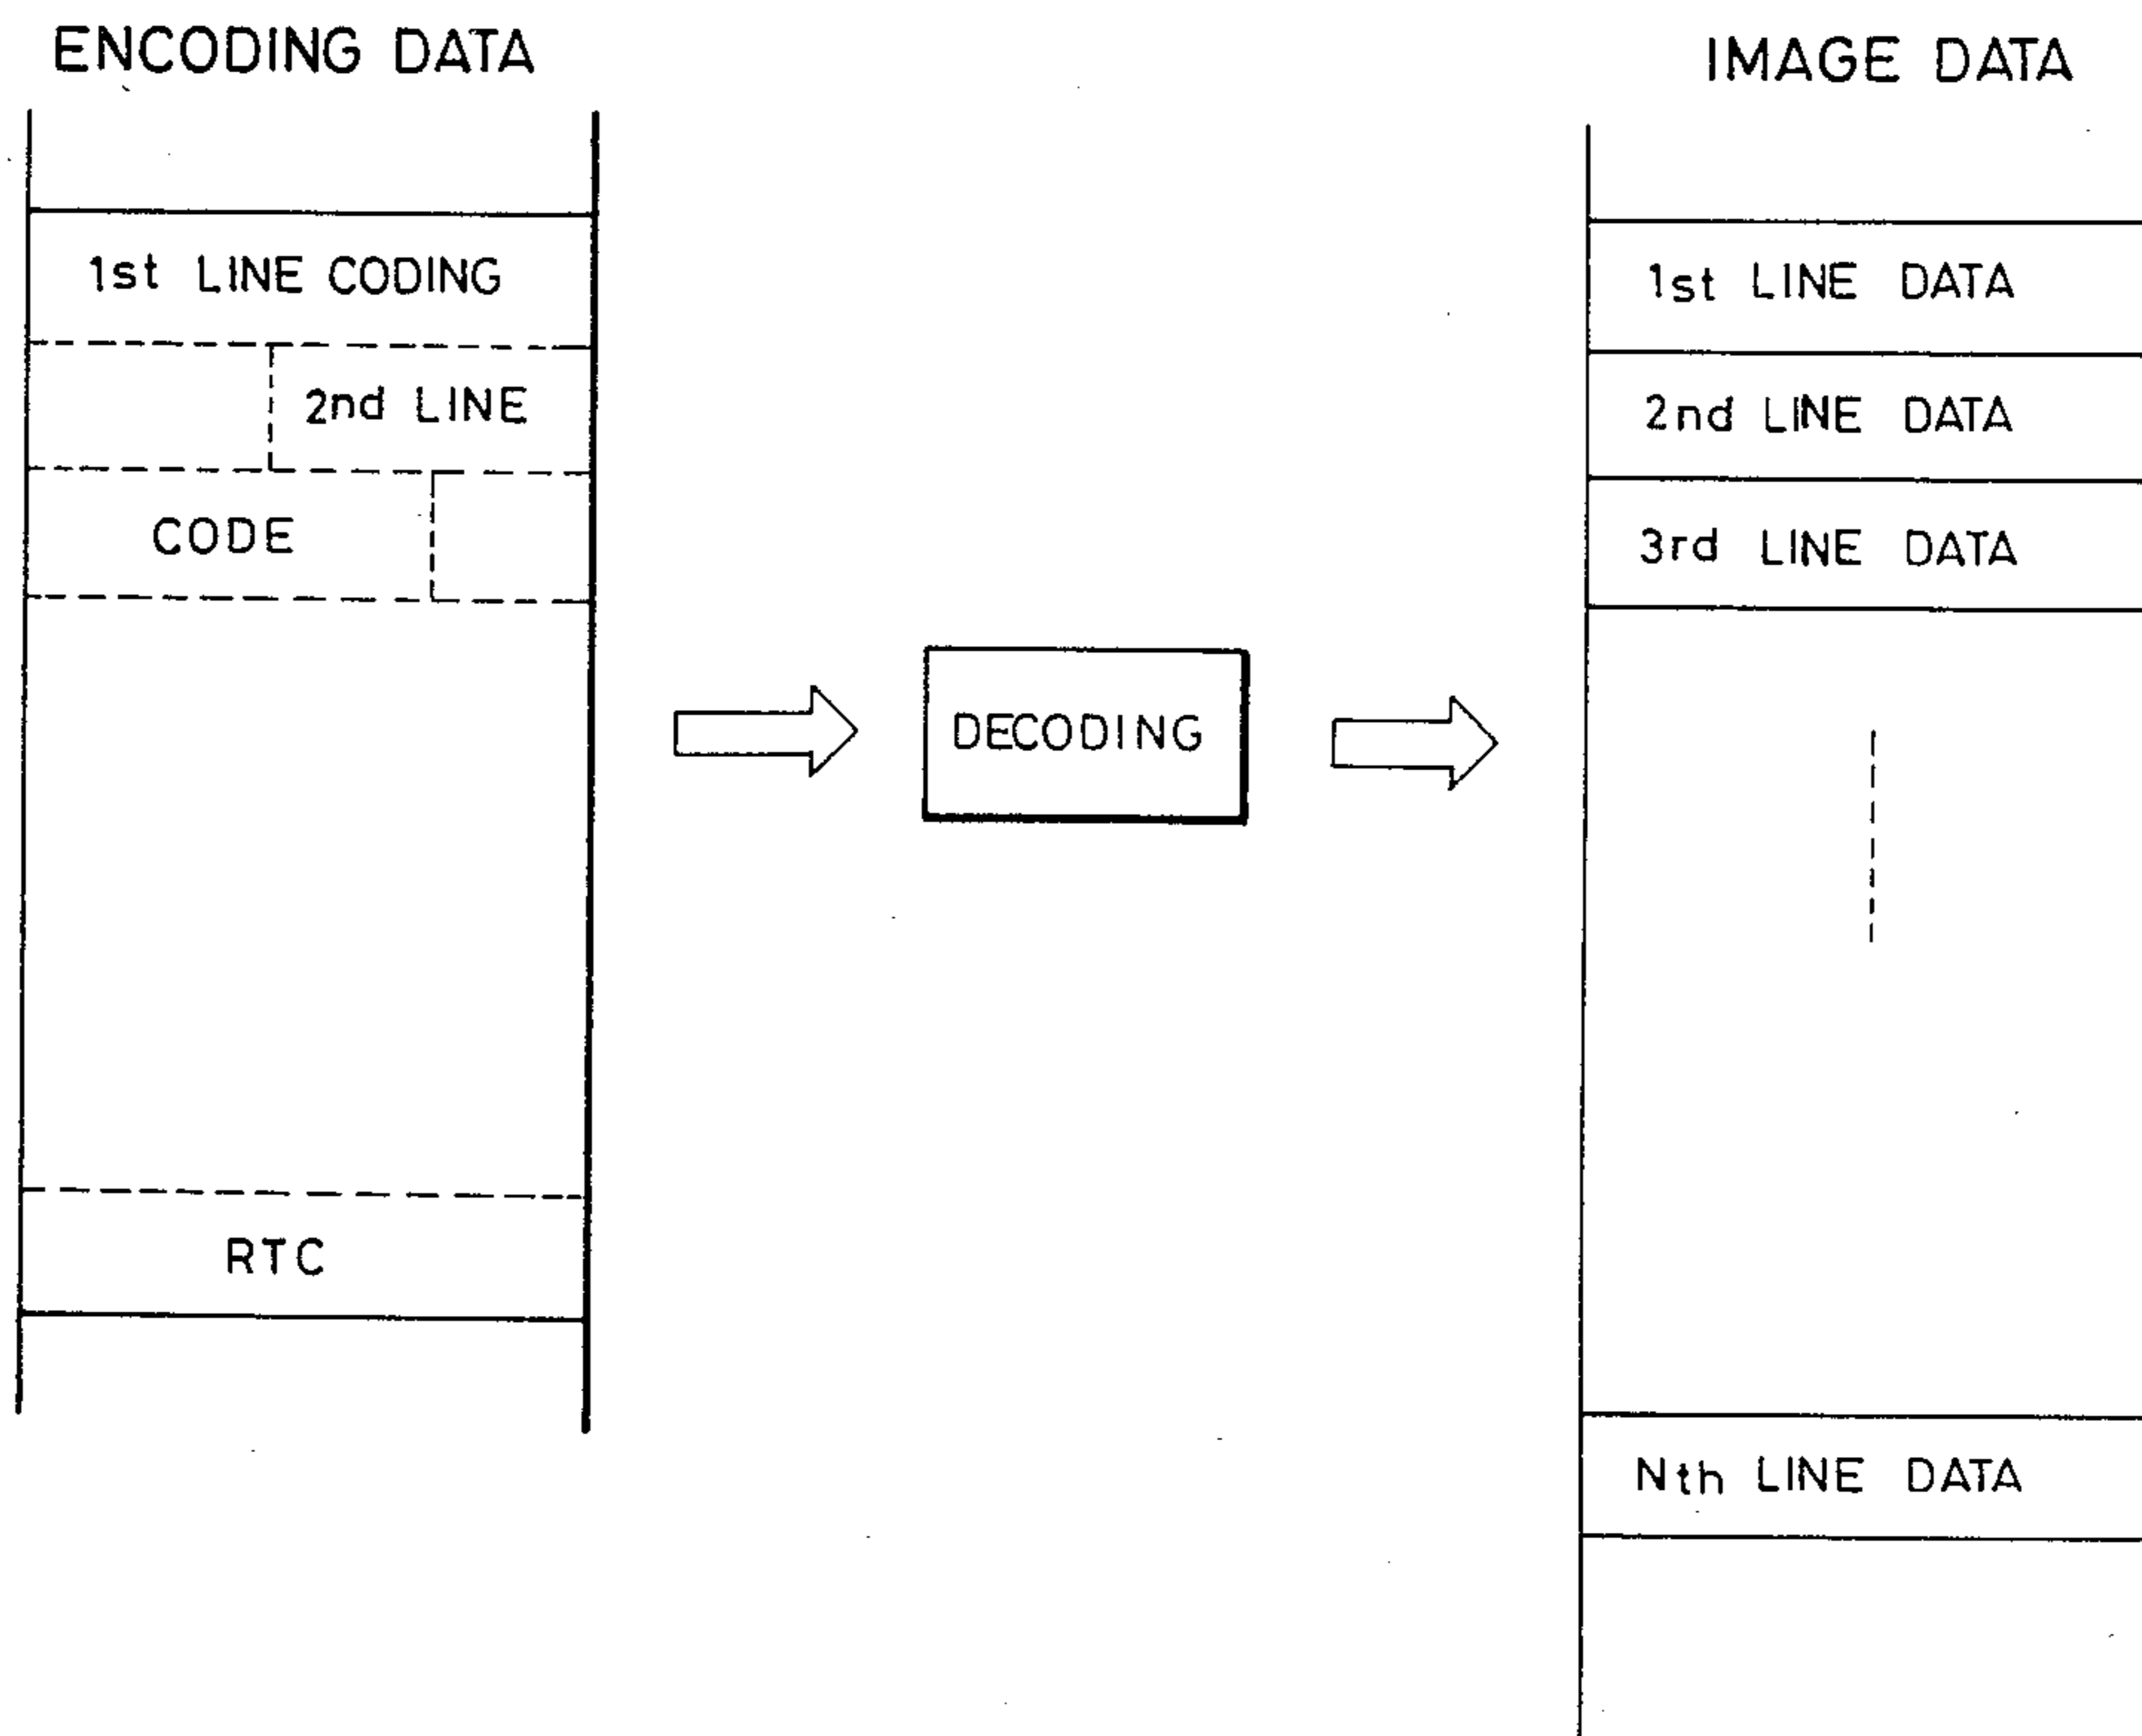 ENCODING DATA
1st LINE CODING
2nd LINE
CODE
RTC
DECODING
IMAGE DATA
1st LINE DATA
2nd LINE DATA
3rd LINE DATA
Nth LINE DATA